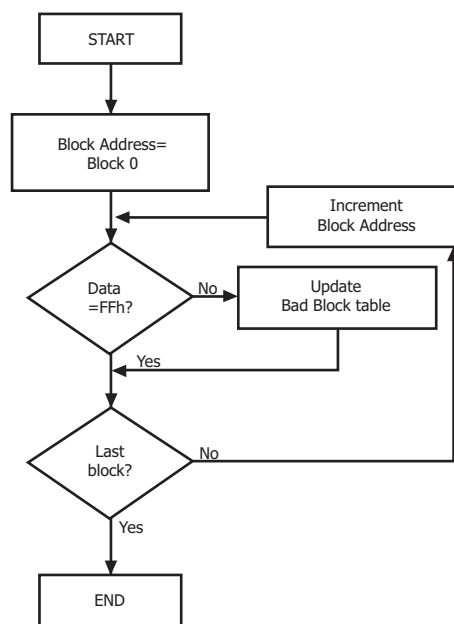 START
Block Address=
Block 0
Increment
Block Address
Data
=FFh?
No
Update
Bad Block table
Yes
Last
block?
No
Yes
END